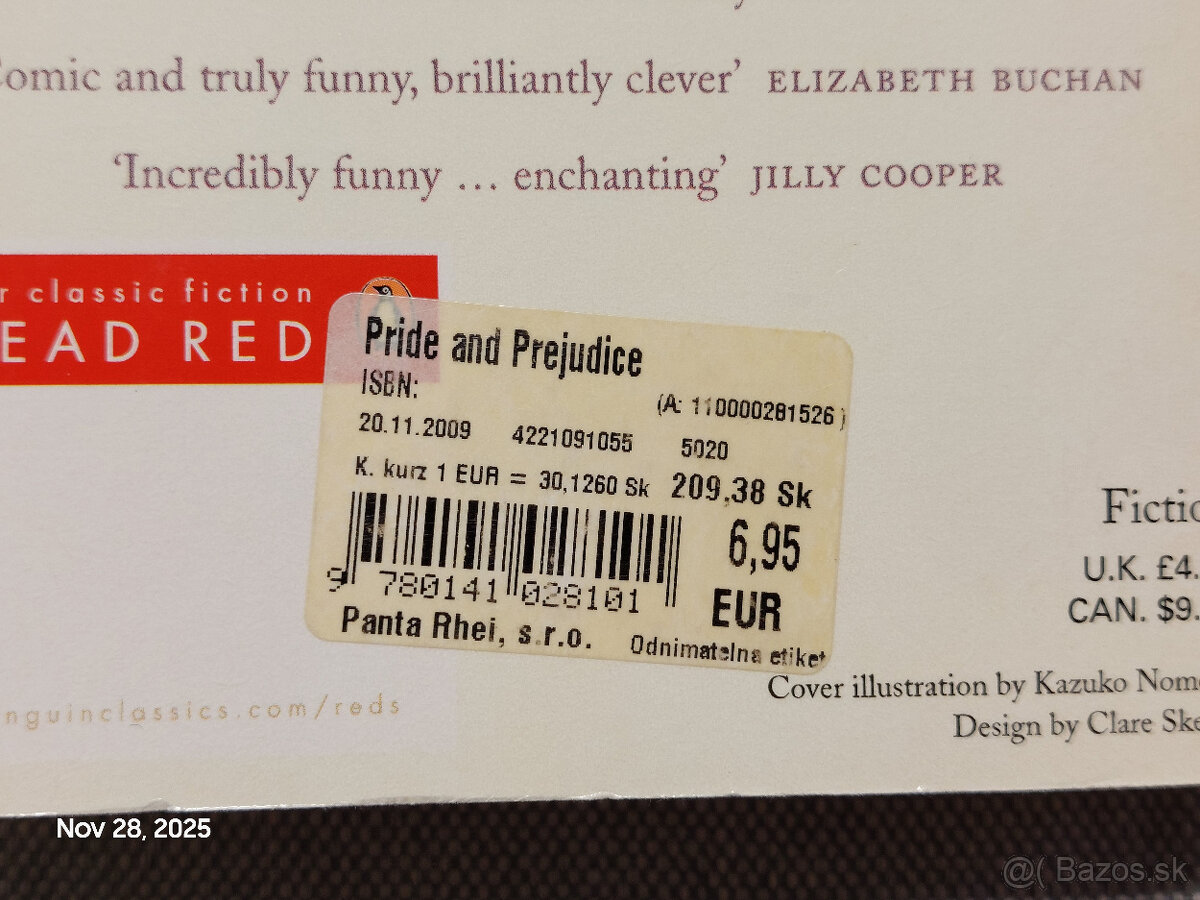 Comic and truly funny, brilliantly clever’ ELIZABETH BUCHAN
‘Incredibly funny ... enchanting’ JILLY COOPER
r classic fiction
EAD RED
Pride and Prejudice
ISBN:
(A: 110000281526)
20.11.2009 4221091055 5020
K. kurz 1 EUR = 30,1260 Sk 209,38 Sk
6,95
EUR
9 780141 028101
Panta Rhei, s.r.o. Odnimatelna etiket
Fictio
U.K. £4.
CAN. $9.
nguinclassics.com/reds
Cover illustration by Kazuko Nomo
Design by Clare Ske
Nov 28, 2025
@( Bazos.sk